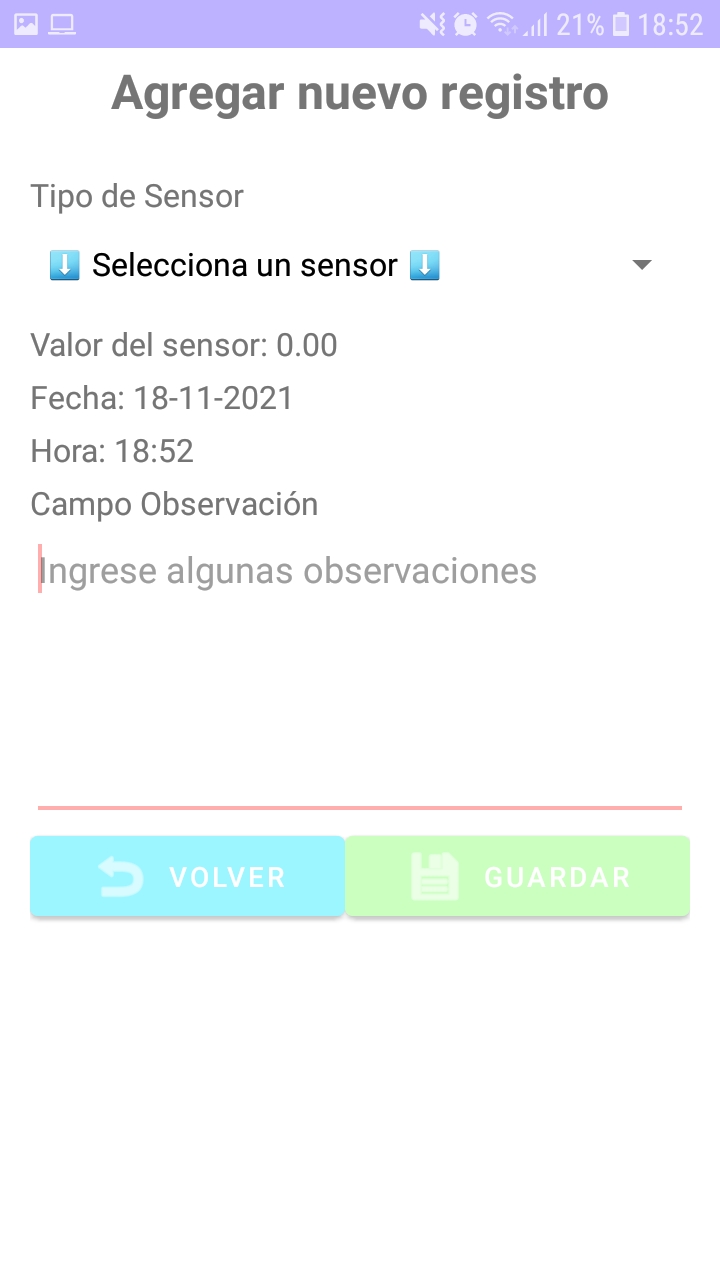 21% 18:52
Agregar nuevo registro
Tipo de Sensor
⬇️ Selecciona un sensor ⬇️
Valor del sensor: 0.00
Fecha: 18-11-2021
Hora: 18:52
Campo Observación
Ingrese algunas observaciones
VOLVER GUARDAR